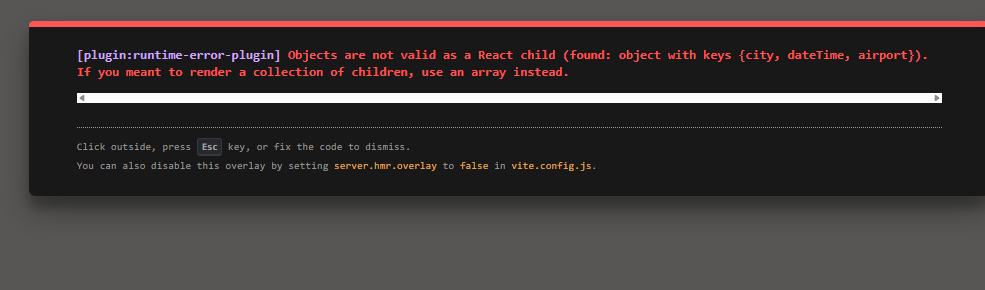 [plugin:runtime-error-plugin] Objects are not valid as a React child (found: object with keys {city, dateTime, airport}).
If you meant to render a collection of children, use an array instead.
Click outside, press Esc key, or fix the code to dismiss.
You can also disable this overlay by setting server.hmr.overlay to false in vite.config.js.